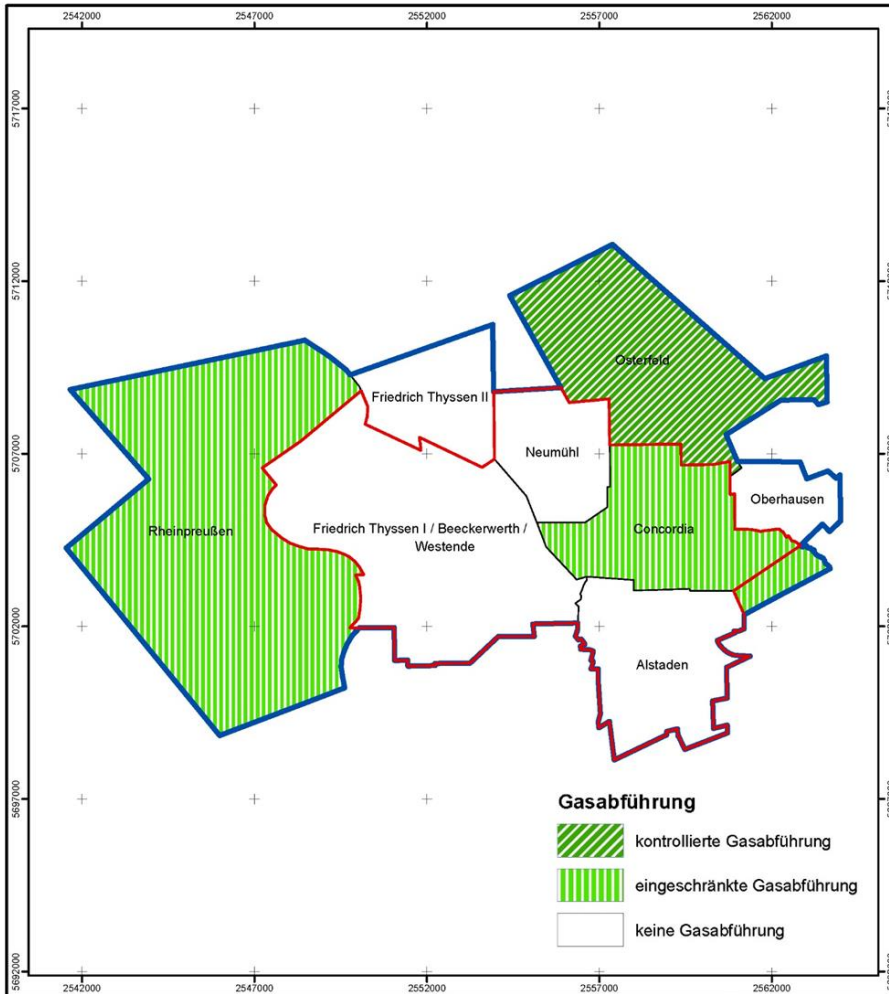 2542000 2547000 2552000 2557000 2562000
5717000
5712000
5707000
5702000
5697000
5692000
Osterfeld
Friedrich Thyssen II
Neumühl
Oberhausen
Rheinpreußen
Friedrich Thyssen I / Beeckerwerth /
Westende
Concordia
Alstaden
Gasabführung
kontrollierte Gasabführung
eingeschränkte Gasabführung
keine Gasabführung
2542000 2547000 2552000 2557000 2562000